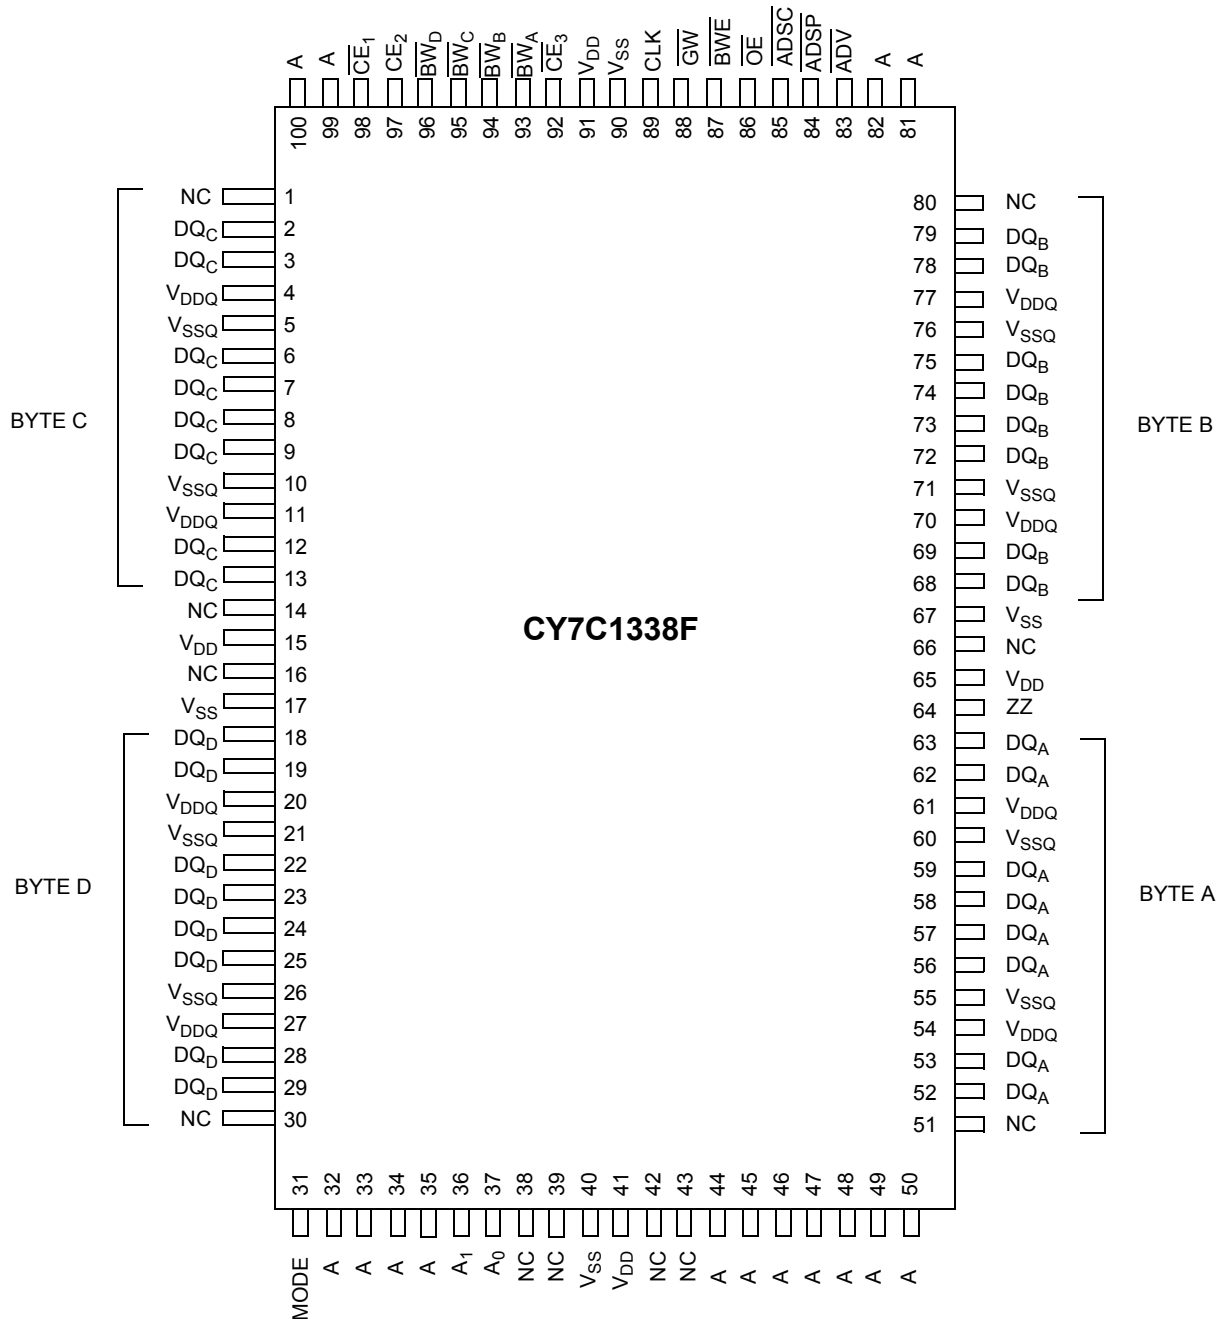 A A CE1 CE2 BWD BWC BWB BWA CE3 VDD VSS CLK GW BWE OE ADSC ADSP ADV A A
100 99 98 97 96 95 94 93 92 91 90 89 88 87 86 85 84 83 82 81
NC 1 80 NC
DQC 2 79 DQB
DQC 3 78 DQB
VDDQ 4 77 VDDQ
VSSQ 5 76 VSSQ
DQC 6 75 DQB
DQC 7 74 DQB
BYTE C DQC 8 73 DQB BYTE B
DQC 9 72 DQB
VSSQ 10 71 VSSQ
VDDQ 11 70 VDDQ
DQC 12 69 DQB
DQC 13 68 DQB
NC 14 67 VSS
CY7C1338F
VDD 15 66 NC
NC 16 65 VDD
VSS 17 64 ZZ
DQD 18 63 DQA
DQD 19 62 DQA
VDDQ 20 61 VDDQ
VSSQ 21 60 VSSQ
DQD 22 59 DQA
BYTE D DQD 23 58 DQA BYTE A
DQD 24 57 DQA
DQD 25 56 DQA
VSSQ 26 55 VSSQ
VDDQ 27 54 VDDQ
DQD 28 53 DQA
DQD 29 52 DQA
NC 30 51 NC
31 32 33 34 35 36 37 38 39 40 41 42 43 44 45 46 47 48 49 50
MODE A A A A A1 A0 NC NC VSS VDD NC NC A A A A A A A